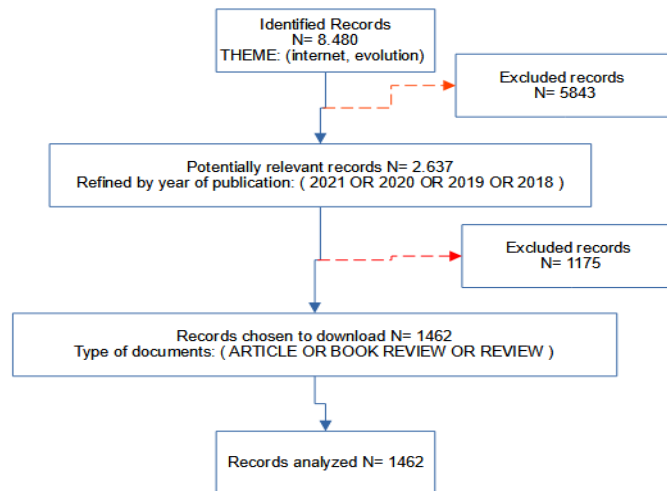 Identified Records
N= 8.480
THEME: (internet, evolution)
Excluded records
N= 5843
Potentially relevant records N= 2.637
Refined by year of publication: ( 2021 OR 2020 OR 2019 OR 2018 )
Excluded records
N= 1175
Records chosen to download N= 1462
Type of documents: ( ARTICLE OR BOOK REVIEW OR REVIEW )
Records analyzed N= 1462